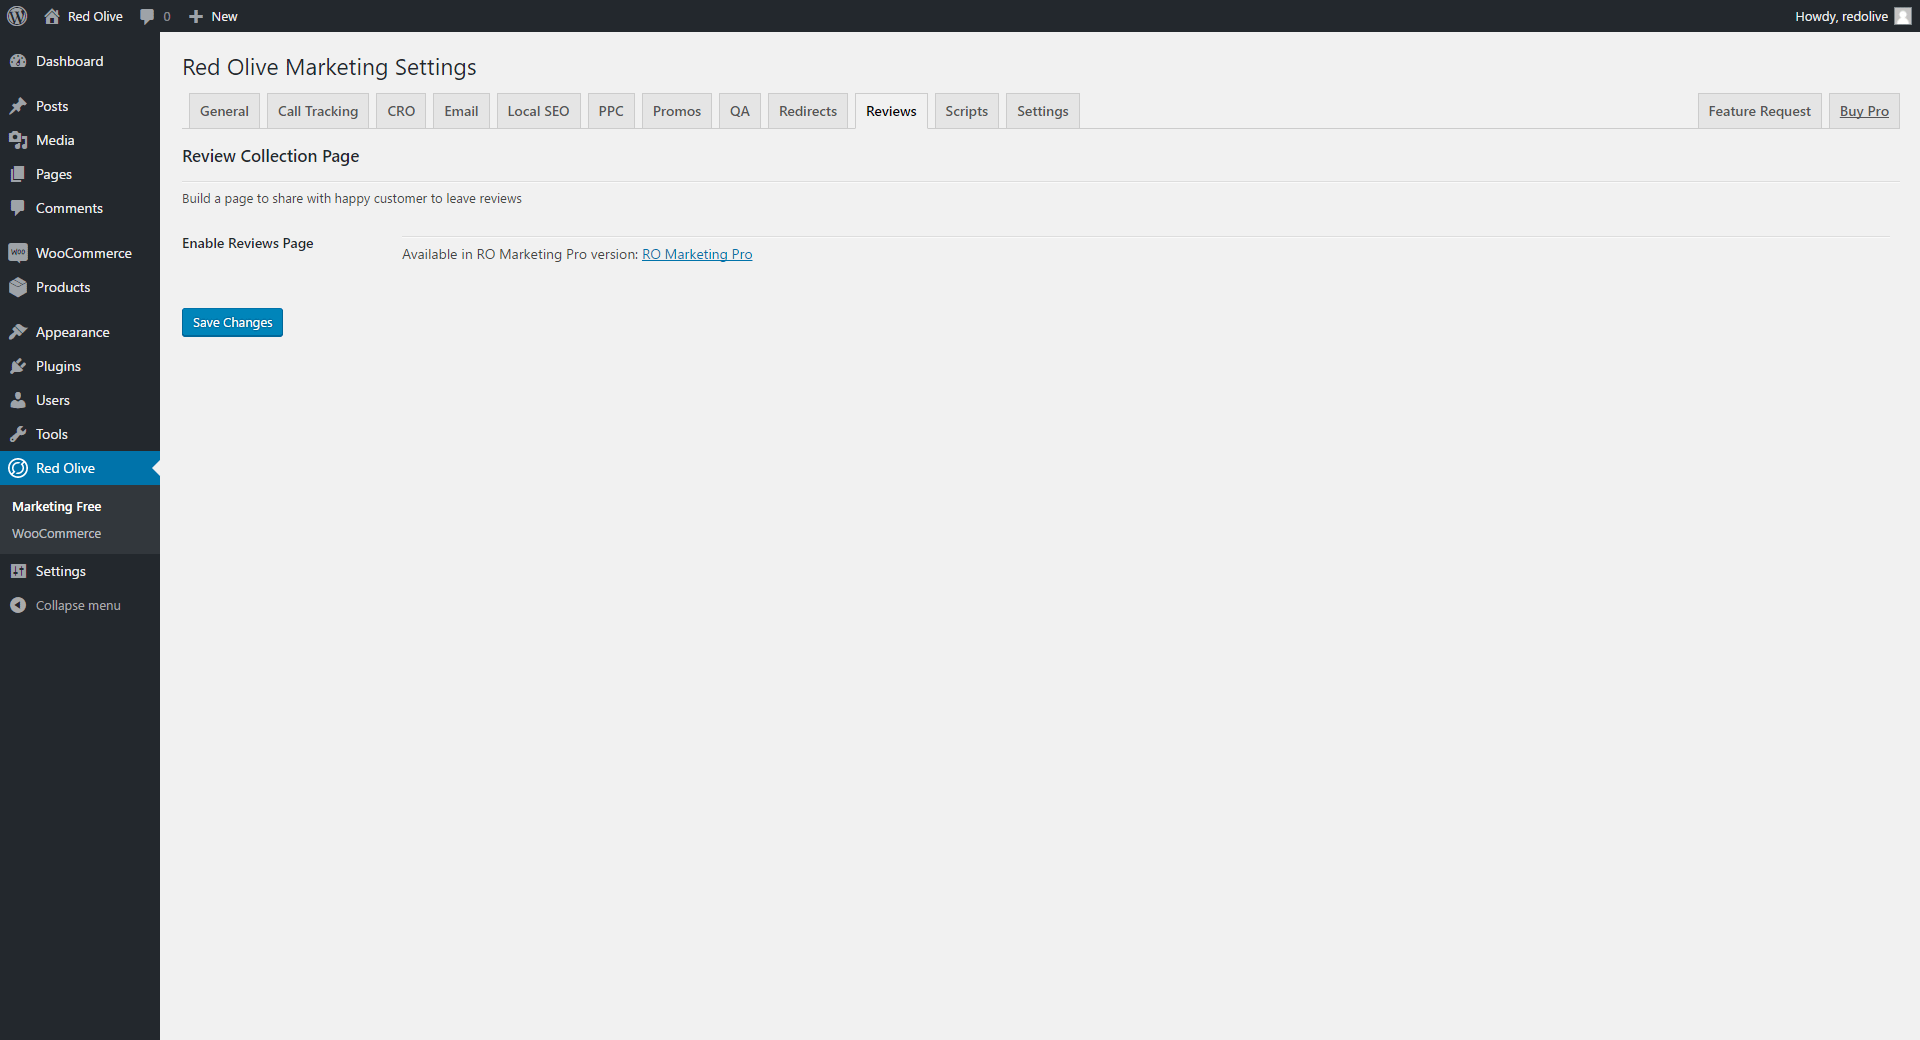 Red Olive 0 New Howdy, redolive
Dashboard
Posts
Media
Pages
Comments
woo WooCommerce
Products
Appearance
Plugins
Users
Tools
Red Olive
Marketing Free
WooCommerce
Settings
Collapse menu
Red Olive Marketing Settings
General Call Tracking CRO Email Local SEO PPC Promos QA Redirects Reviews Scripts Settings Feature Request Buy Pro
Review Collection Page
Build a page to share with happy customer to leave reviews
Enable Reviews Page
Available in RO Marketing Pro version: RO Marketing Pro
Save Changes